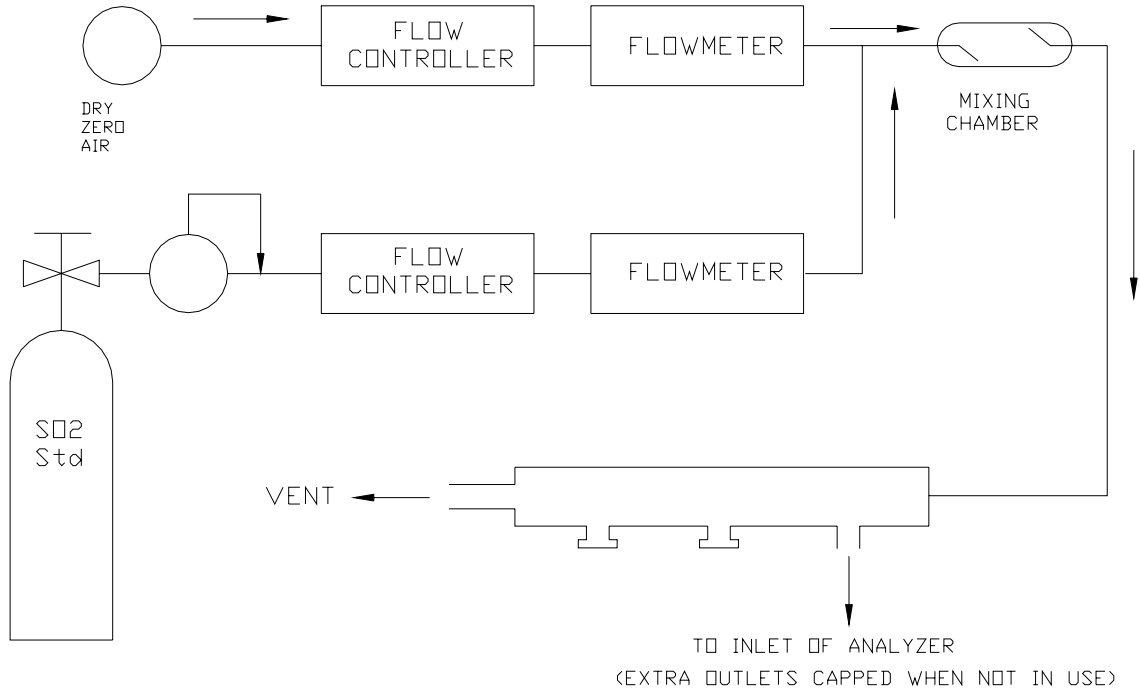 FLOW
CONTROLLER
FLOWMETER
DRY
ZERO
AIR
MIXING
CHAMBER
FLOW
CONTROLLER
FLOWMETER
SO2
Std
VENT
TO INLET OF ANALYZER
(EXTRA OUTLETS CAPPED WHEN NOT IN USE)